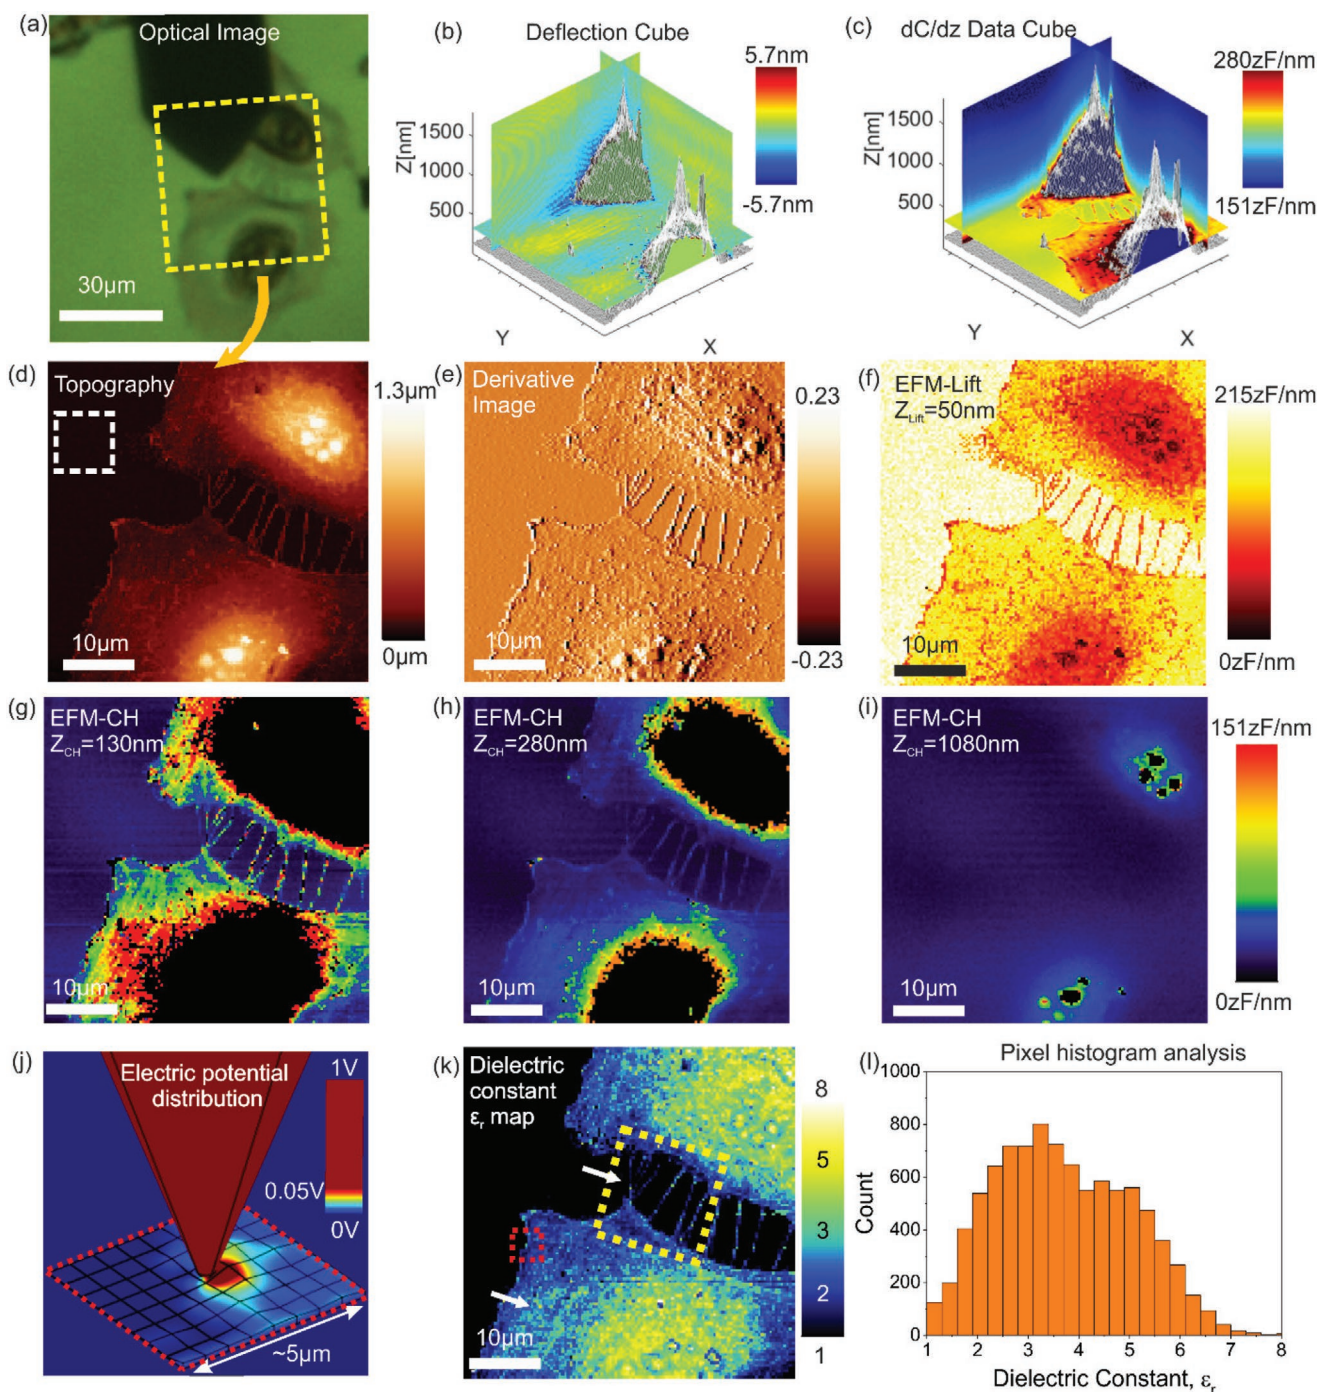 (a)
Optical Image
30μm
(b)
Deflection Cube
5.7nm
-5.7nm
Z[nm]
1500
1000
500
Y
X
(c)
dC/dz Data Cube
280zF/nm
151zF/nm
Z[nm]
1500
1000
500
Y
X
(d)
Topography
10μm
1.3μm
0μm
(e)
Derivative
Image
10μm
0.23
-0.23
(f)
EFM-Lift
Z_Lift=50nm
10μm
215zF/nm
0zF/nm
(g)
EFM-CH
Z_CH=130nm
10μm
(h)
EFM-CH
Z_CH=280nm
10μm
(i)
EFM-CH
Z_CH=1080nm
10μm
151zF/nm
0zF/nm
(j)
Electric potential
distribution
1V
0.05V
0V
~5μm
(k)
Dielectric
constant
ε_r map
10μm
8
5
3
2
1
(l)
Pixel histogram analysis
Count
1000
800
600
400
200
0
1 2 3 4 5 6 7 8
Dielectric Constant, ε_r